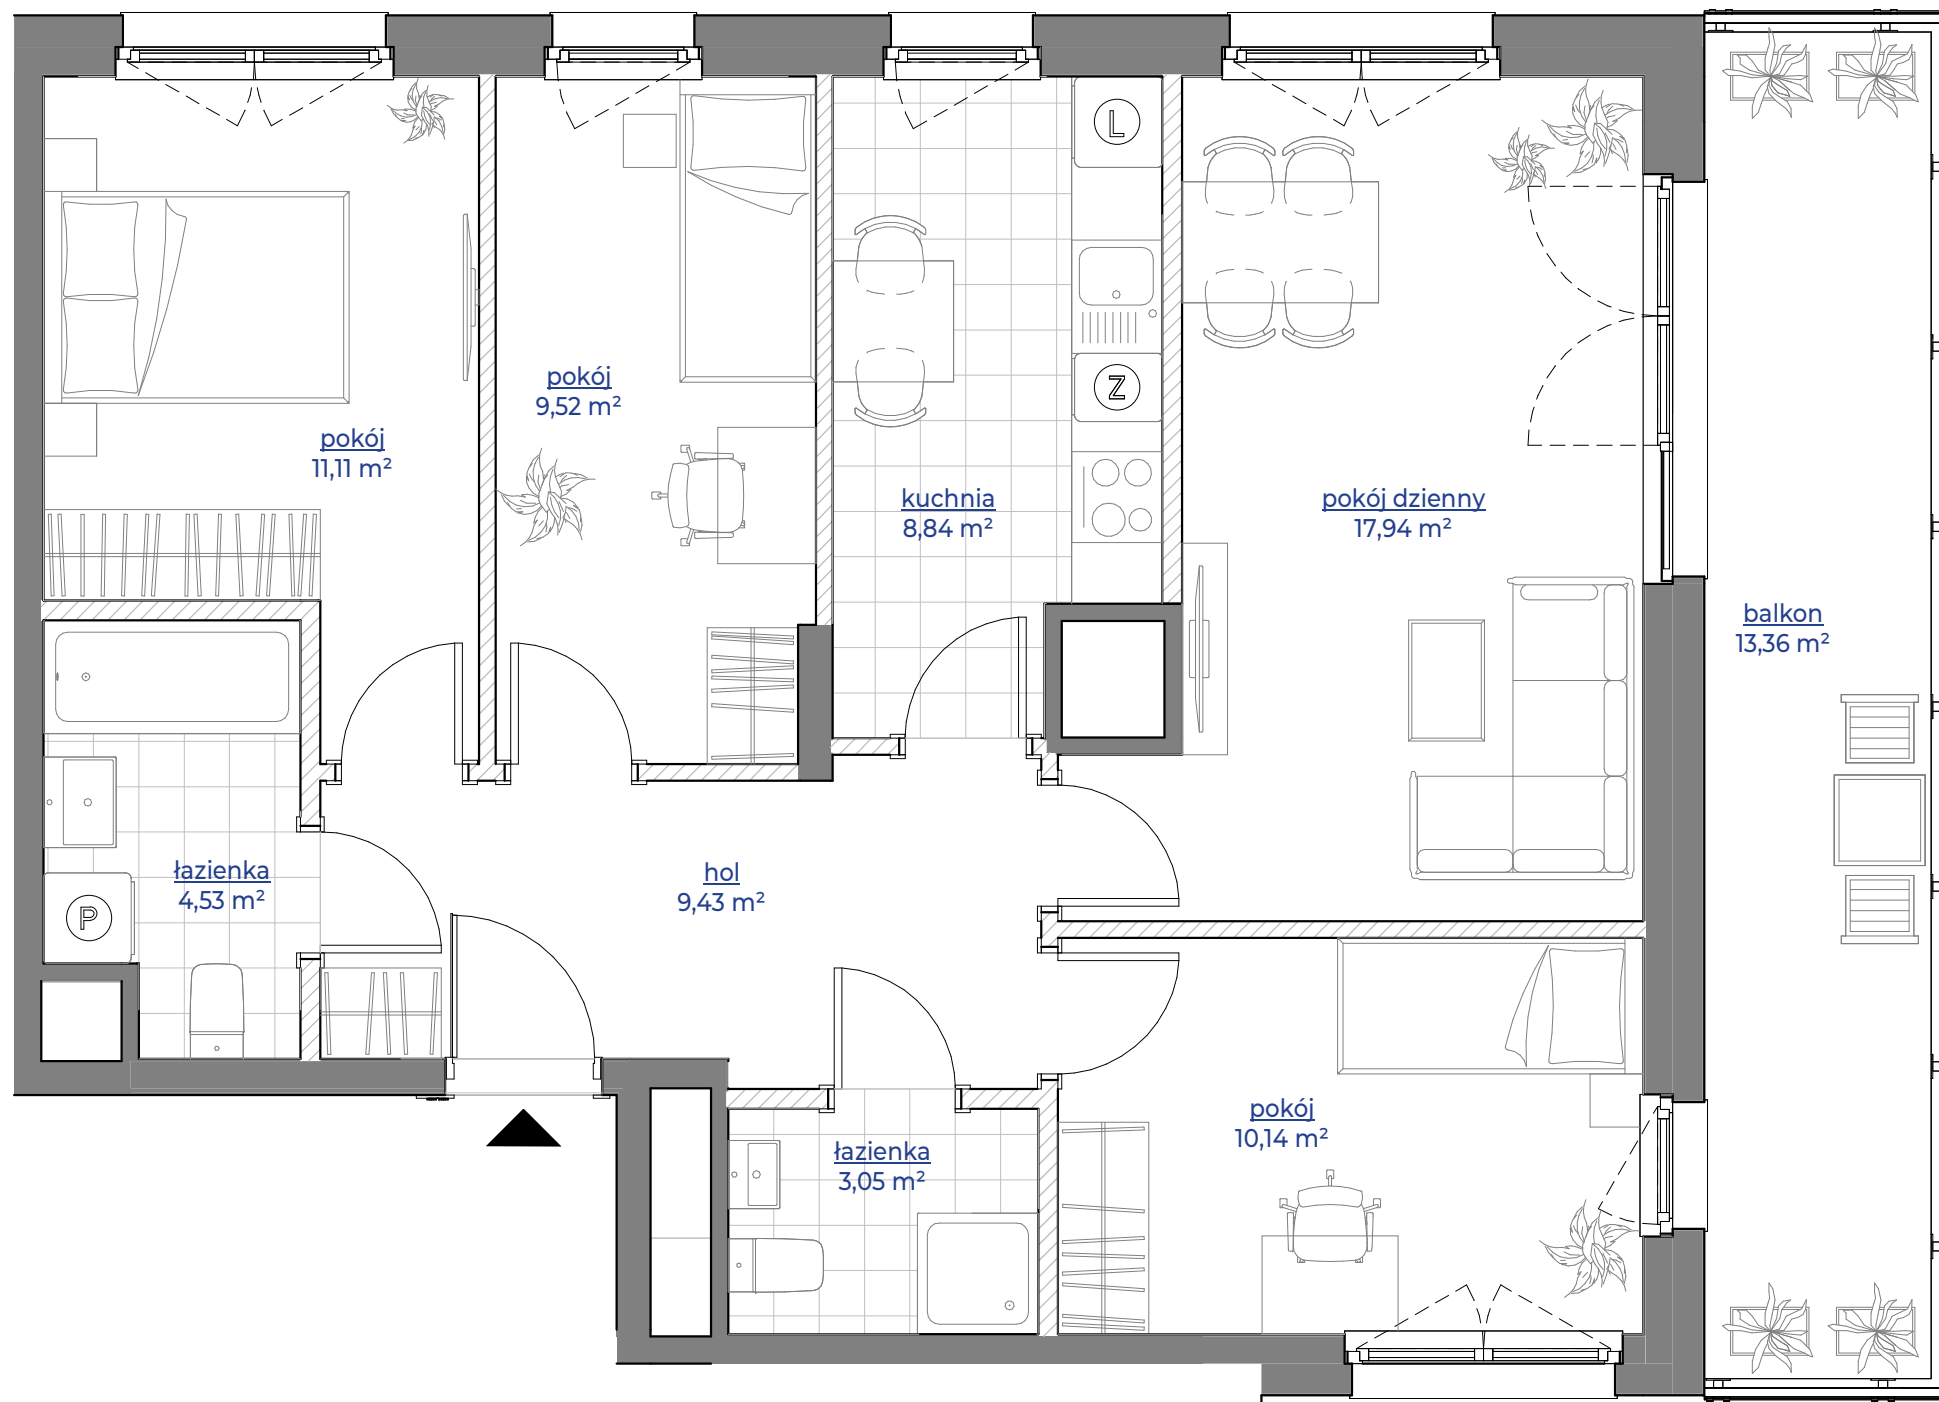 L
pokój
9,52 m²
Z
pokój
11,11 m²
kuchnia
8,84 m²
pokój dzienny
17,94 m²
balkon
13,36 m²
łazienka
4,53 m²
P
hol
9,43 m²
pokój
10,14 m²
łazienka
3,05 m²